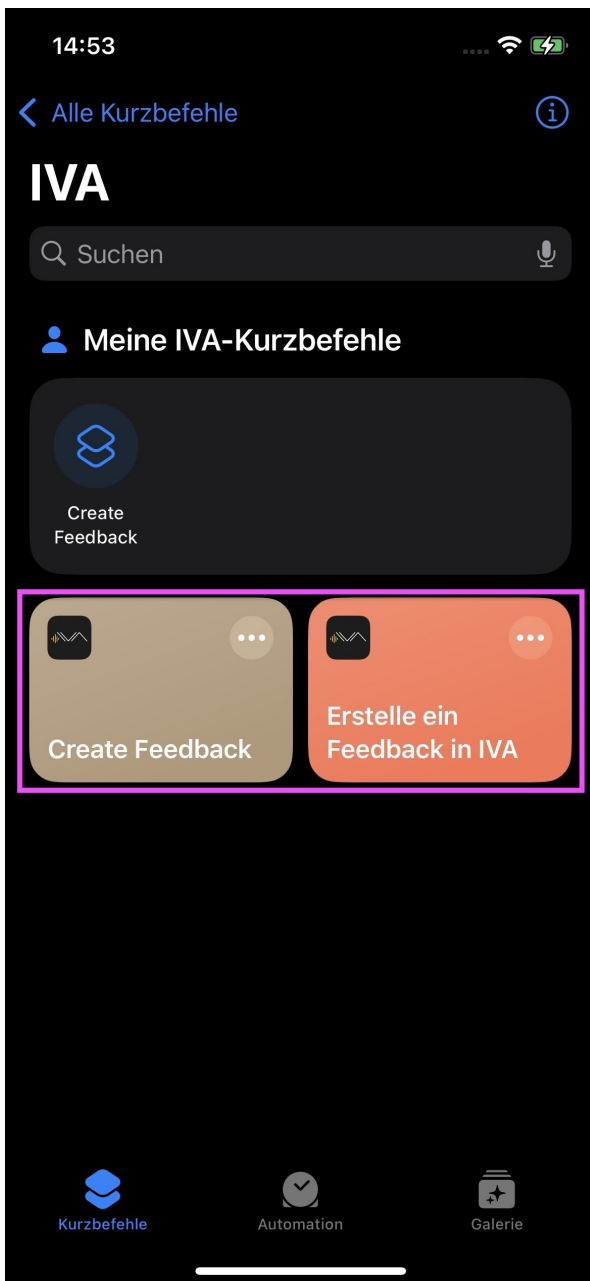 14:53
Alle Kurzbefehle
IVA
Suchen
Meine IVA-Kurzbefehle
Create
Feedback
Create Feedback
Erstelle ein
Feedback in IVA
Kurzbefehle
Automation
Galerie